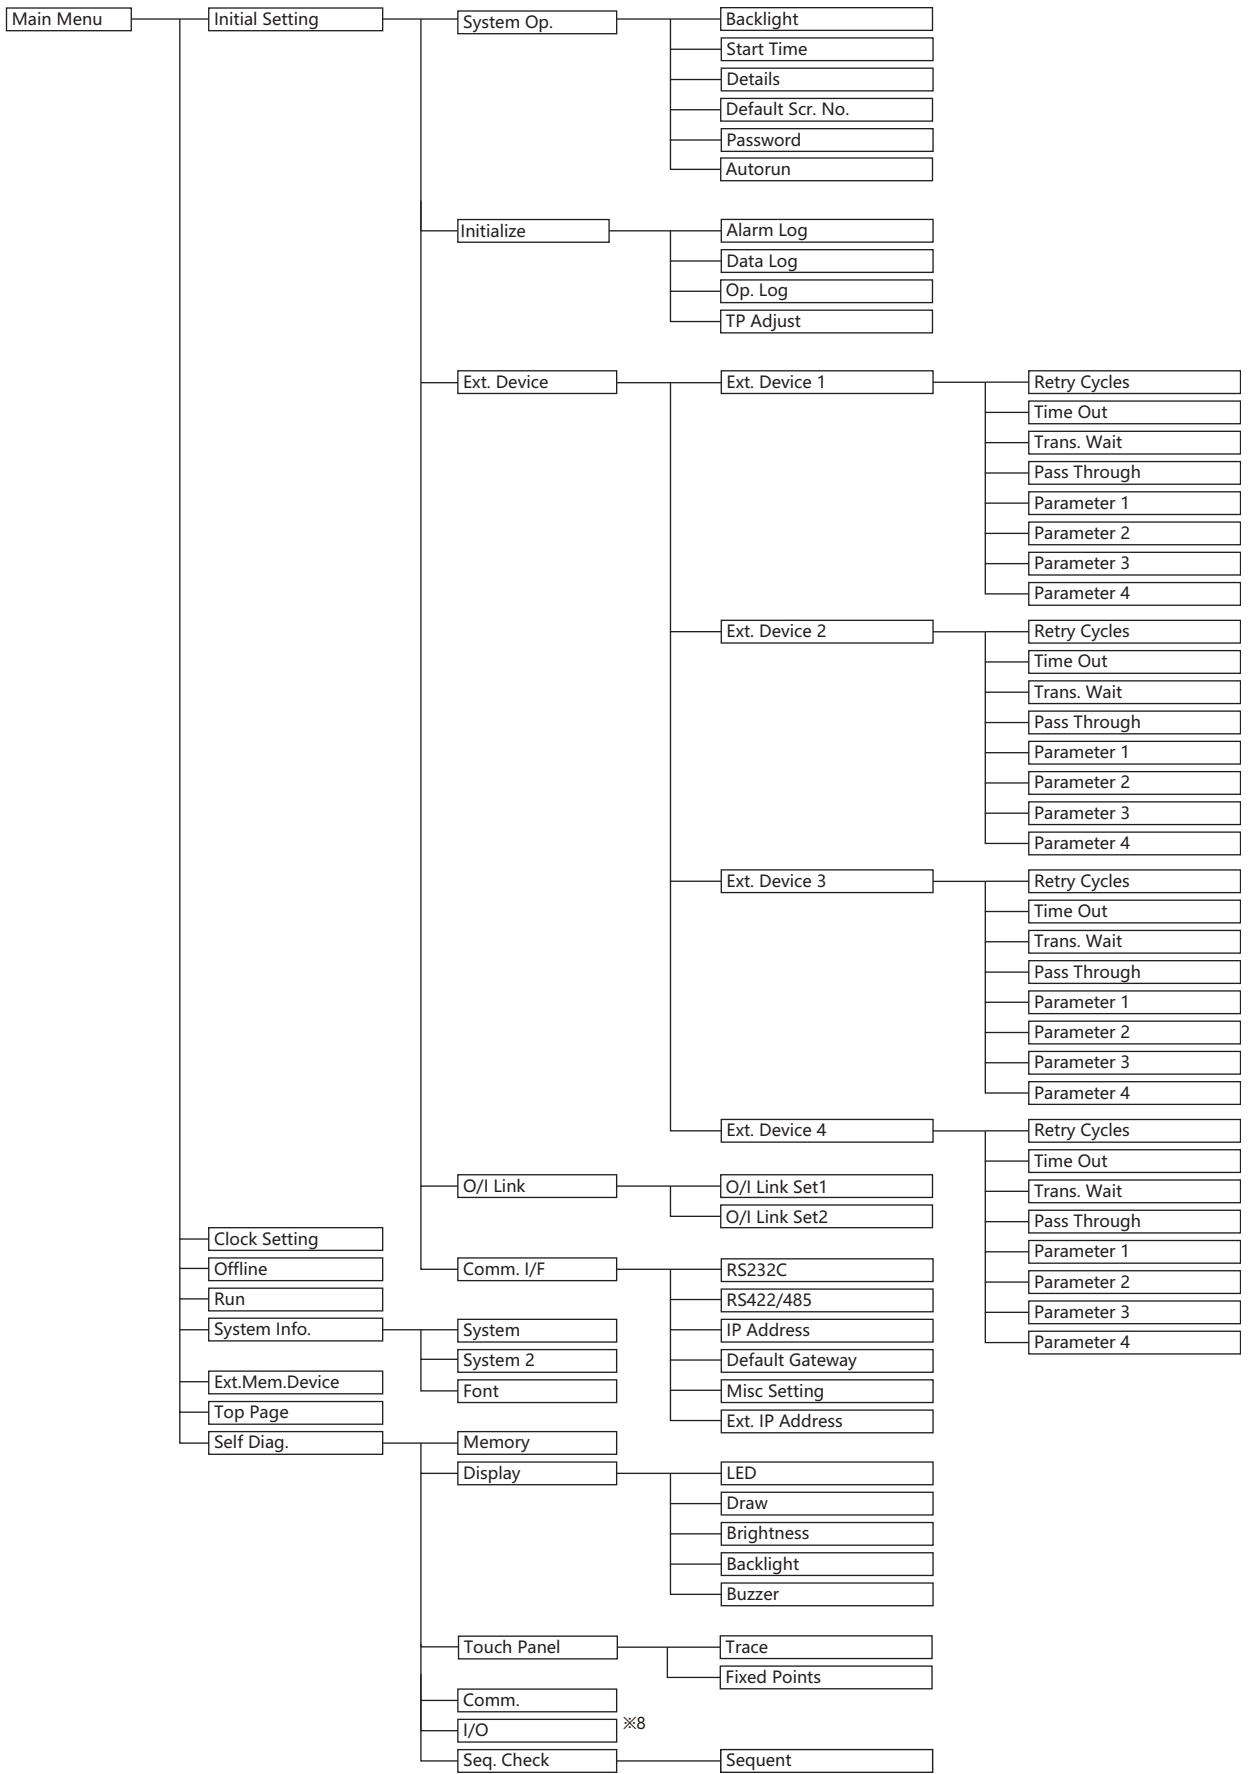 Main Menu
Initial Setting
System Op.
Backlight
Start Time
Details
Default Scr. No.
Password
Autorun
Initialize
Alarm Log
Data Log
Op. Log
TP Adjust
Ext. Device
Ext. Device 1
Retry Cycles
Time Out
Trans. Wait
Pass Through
Parameter 1
Parameter 2
Parameter 3
Parameter 4
Ext. Device 2
Retry Cycles
Time Out
Trans. Wait
Pass Through
Parameter 1
Parameter 2
Parameter 3
Parameter 4
Ext. Device 3
Retry Cycles
Time Out
Trans. Wait
Pass Through
Parameter 1
Parameter 2
Parameter 3
Parameter 4
Ext. Device 4
Retry Cycles
Time Out
Trans. Wait
Pass Through
Parameter 1
Parameter 2
Parameter 3
Parameter 4
O/I Link
O/I Link Set1
O/I Link Set2
Comm. I/F
RS232C
RS422/485
IP Address
Default Gateway
Misc Setting
Ext. IP Address
Clock Setting
Offline
Run
System Info.
System
System 2
Font
Ext.Mem.Device
Top Page
Self Diag.
Memory
Display
LED
Draw
Brightness
Backlight
Buzzer
Touch Panel
Trace
Fixed Points
Comm.
I/O ※8
Seq. Check
Sequent